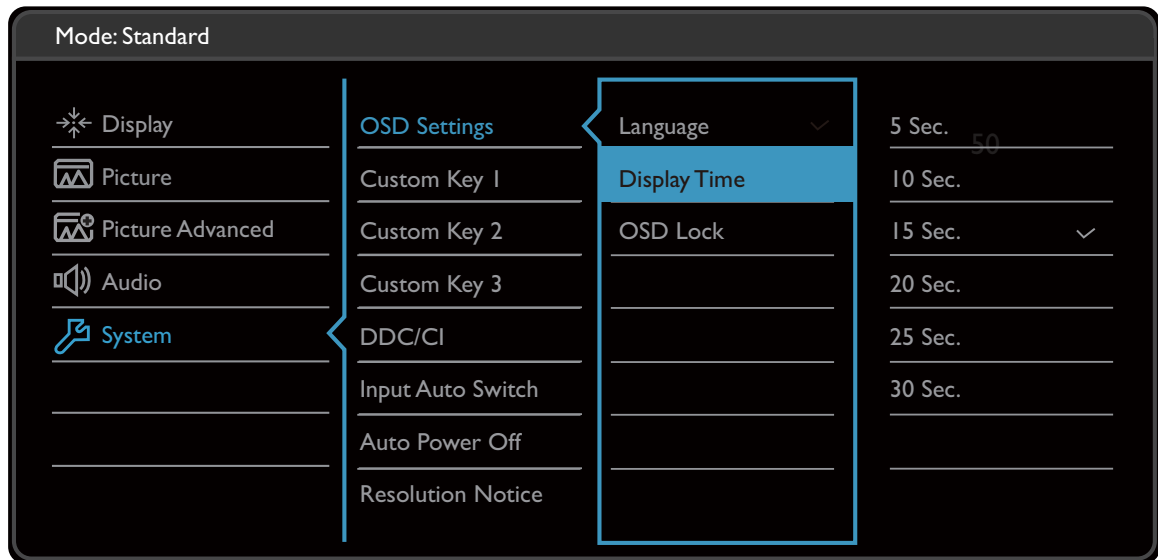 Mode: Standard
Display
Picture
Picture Advanced
Audio
System
OSD Settings
Custom Key 1
Custom Key 2
Custom Key 3
DDC/CI
Input Auto Switch
Auto Power Off
Resolution Notice
Language
Display Time
OSD Lock
5 Sec.
50
10 Sec.
15 Sec.
20 Sec.
25 Sec.
30 Sec.